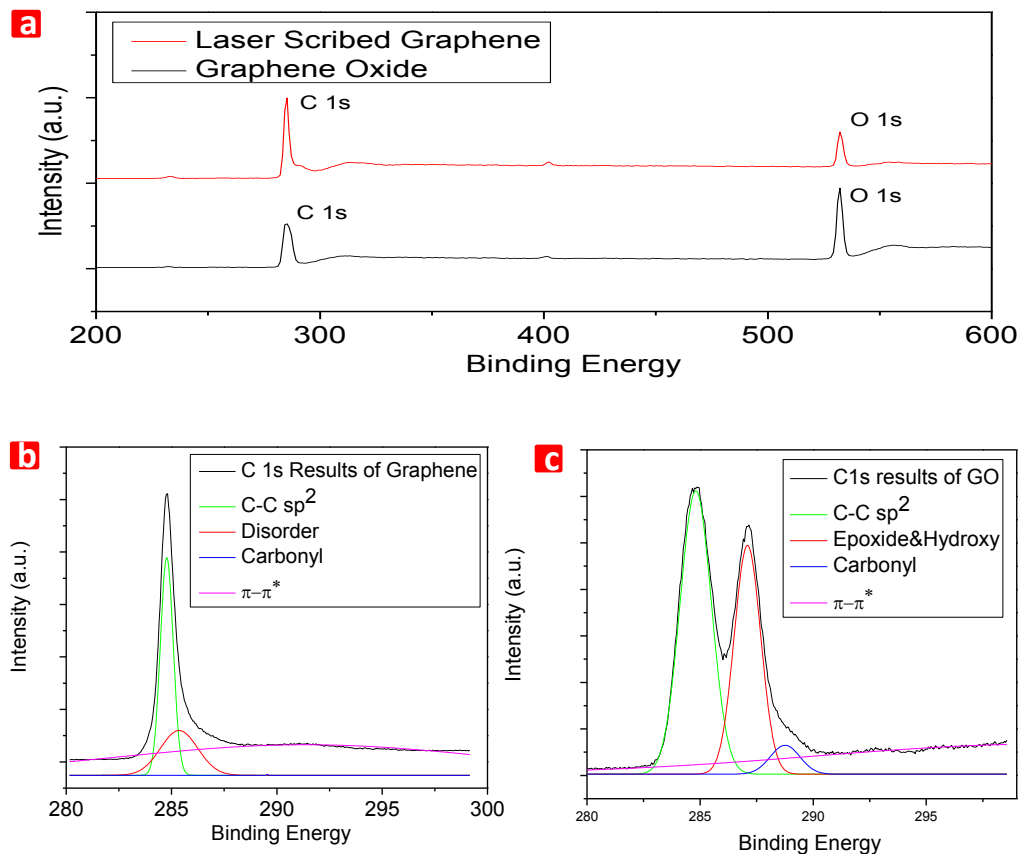 a
Laser Scribed Graphene
Graphene Oxide
C 1s
O 1s
C 1s
O 1s
Intensity (a.u.)
200 300 400 500 600
Binding Energy
b
C 1s Results of Graphene
C-C sp²
Disorder
Carbonyl
π−π*
Intensity (a.u.)
280 285 290 295 300
Binding Energy
c
C1s results of GO
C-C sp²
Epoxide&Hydroxy
Carbonyl
π−π*
Intensity (a.u.)
280 285 290 295
Binding Energy